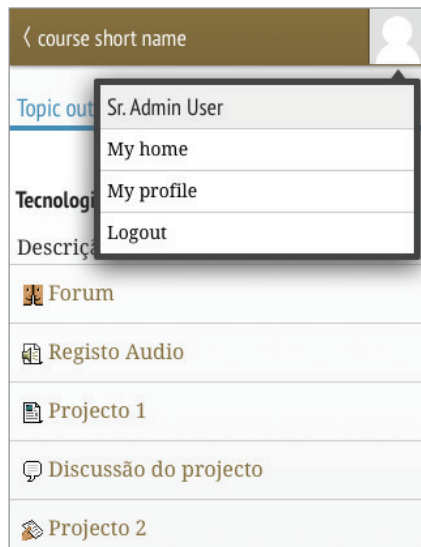 〈 course short name
Topic out
Sr. Admin User
My home
My profile
Logout
Tecnologi
Descriç
Forum
Registo Audio
Projecto 1
Discussão do projecto
Projecto 2